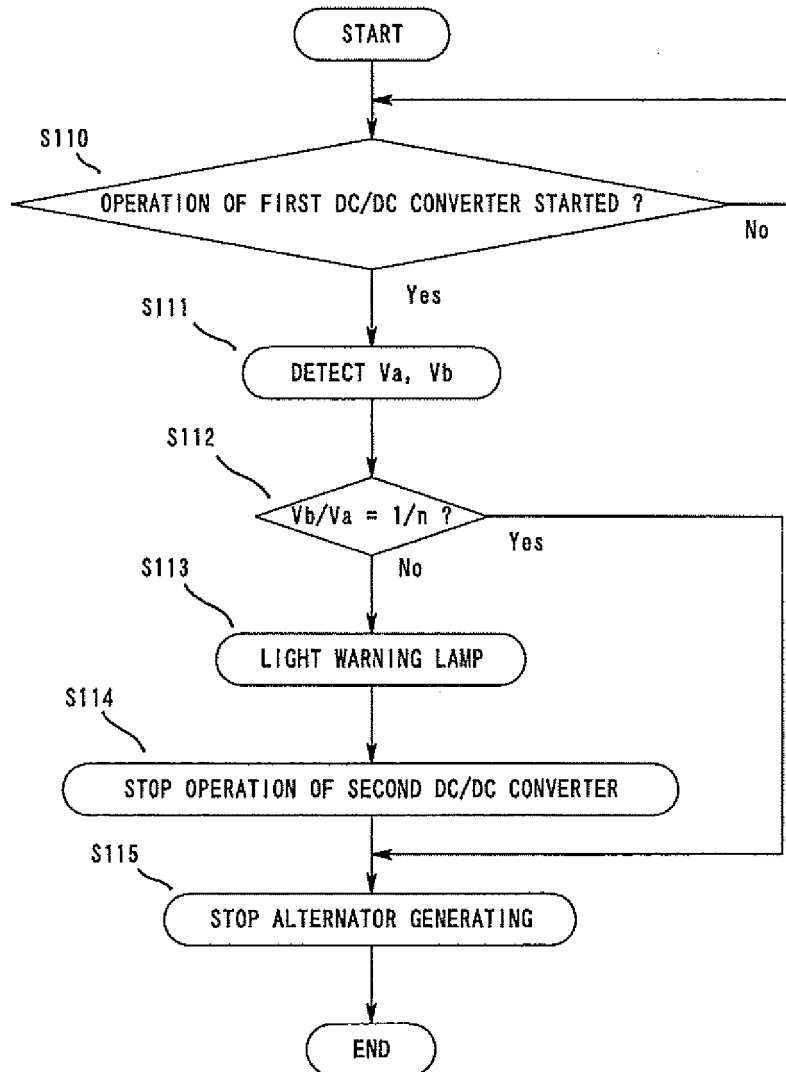 START
S110
OPERATION OF FIRST DC/DC CONVERTER STARTED ?
No
Yes
S111
DETECT Va, Vb
S112
Vb/Va = 1/n ?
Yes
No
S113
LIGHT WARNING LAMP
S114
STOP OPERATION OF SECOND DC/DC CONVERTER
S115
STOP ALTERNATOR GENERATING
END